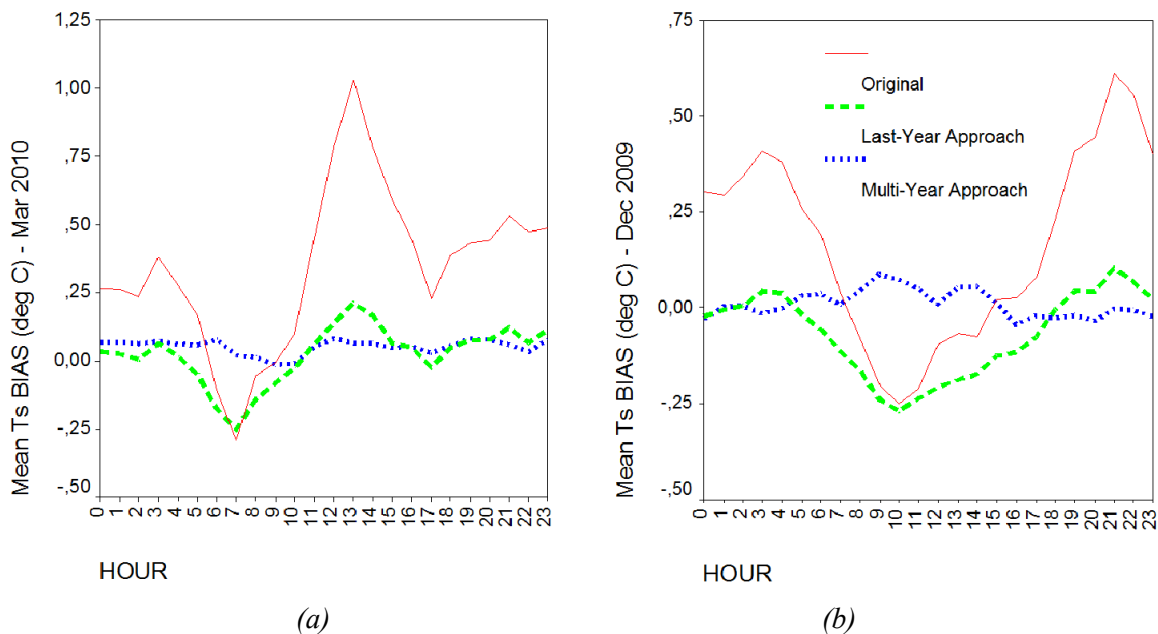 1,25
1,00
,75
,50
,25
0,00
-,25
-,50
Mean Ts BIAS (deg C) - Mar 2010
0 1 2 3 4 5 6 7 8 9 10 11 12 13 14 15 16 17 18 19 20 21 22 23
HOUR
(a)
,75
,50
,25
0,00
-,25
-,50
Mean Ts BIAS (deg C) - Dec 2009
Original
Last-Year Approach
Multi-Year Approach
0 1 2 3 4 5 6 7 8 9 10 11 12 13 14 15 16 17 18 19 20 21 22 23
HOUR
(b)